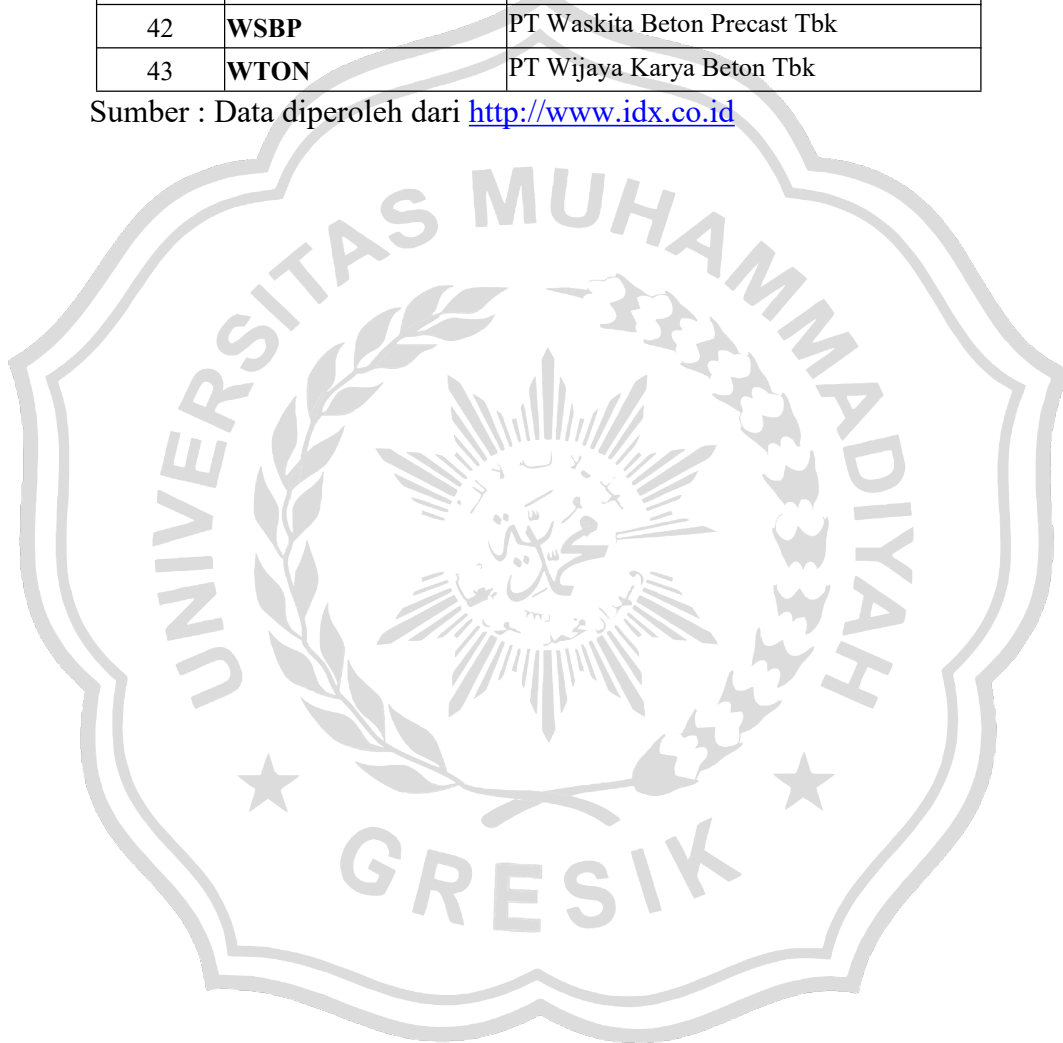 42 WSBP PT Waskita Beton Precast Tbk
43 WTON PT Wijaya Karya Beton Tbk
Sumber : Data diperoleh dari http://www.idx.co.id
UNIVERSITAS MUHAMMADIYAH
GRESIK